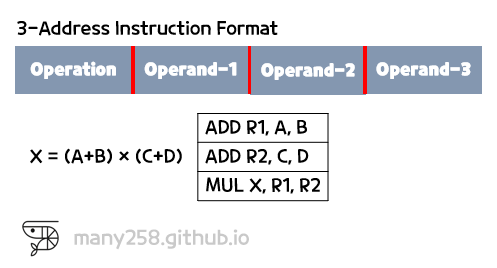 3-Address Instruction Format
Operation Operand-1 Operand-2 Operand-3
X = (A+B) × (C+D)
ADD R1, A, B
ADD R2, C, D
MUL X, R1, R2
many258.github.io